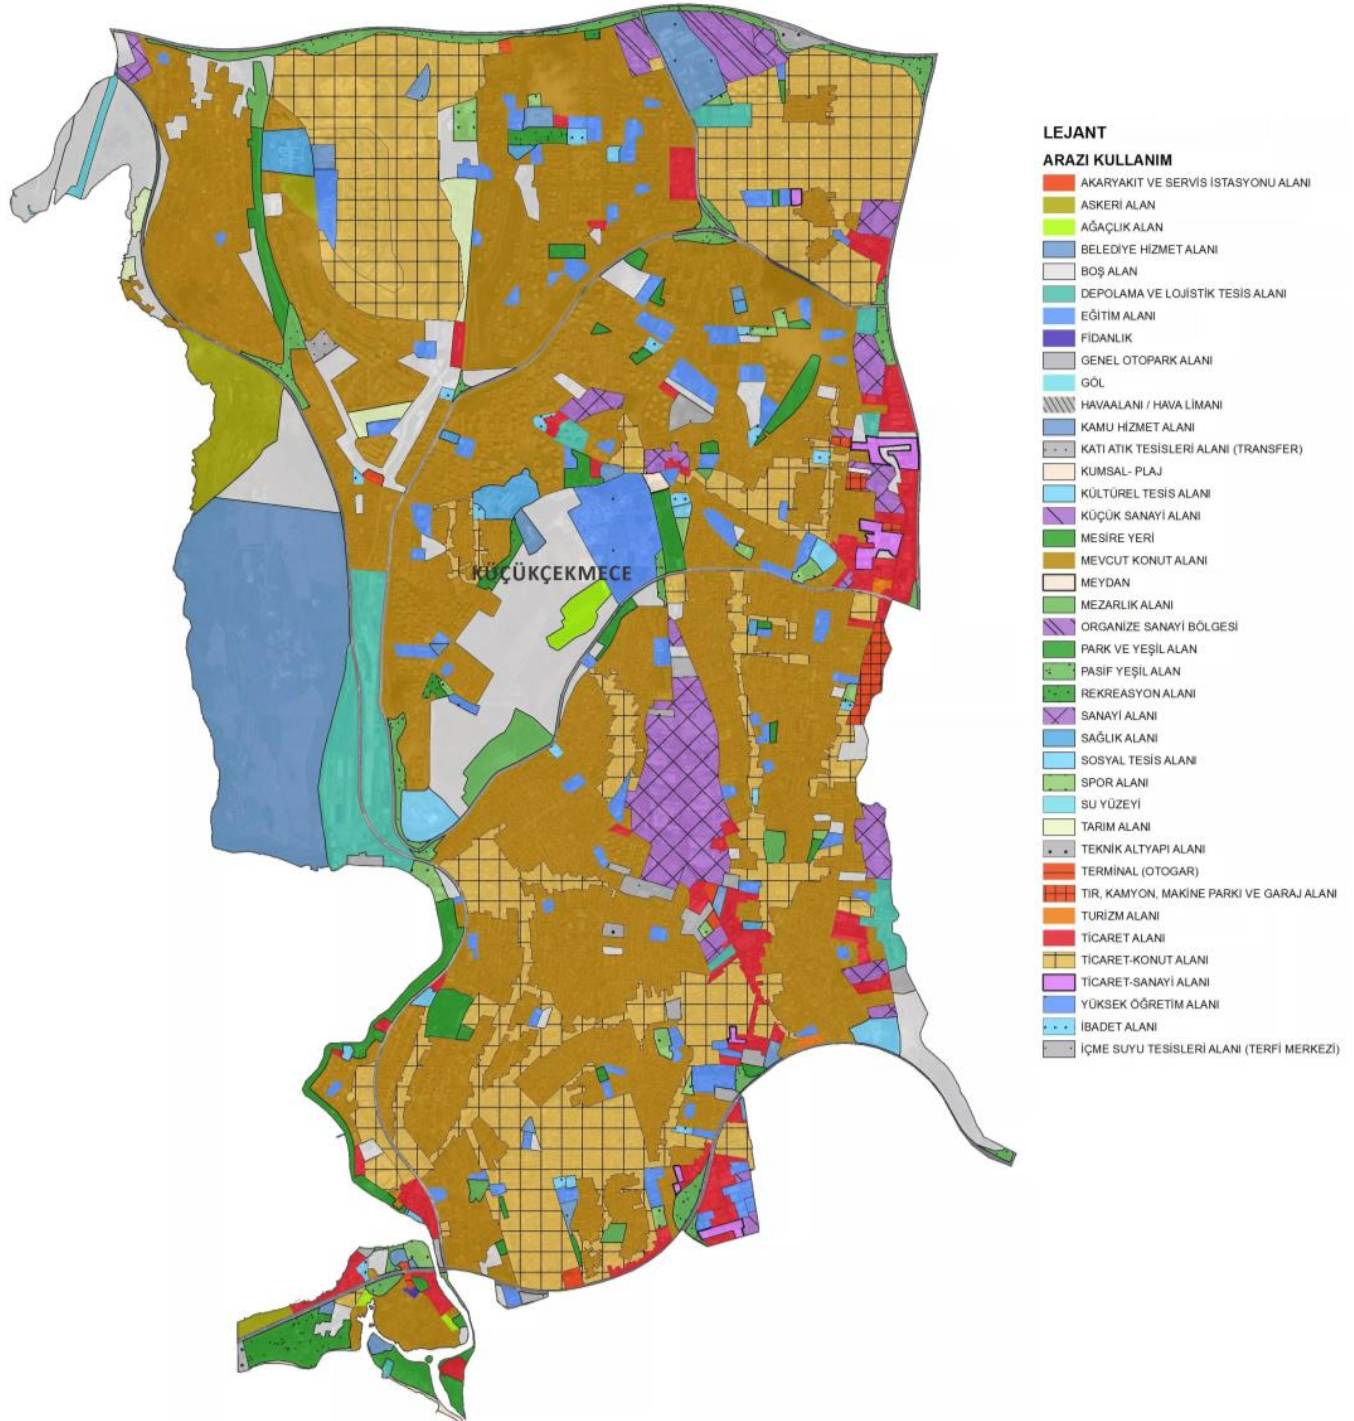 KÜÇÜKÇEKMECE
LEJANT
ARAZI KULLANIM
AKARYAKIT VE SERVİS İSTASYONU ALANI
ASKERİ ALAN
AĞAÇLIK ALAN
BELEDİYE HİZMET ALANI
BOŞ ALAN
DEPOLAMA VE LOJİSTİK TESİS ALANI
EĞİTİM ALANI
FİDANLIK
GENEL OTOPARK ALANI
GÖL
HAVAALANI / HAVA LİMANI
KAMU HİZMET ALANI
KATI ATIK TESİSLERİ ALANI (TRANSFER)
KUMSAL- PLAJ
KÜLTÜREL TESİS ALANI
KÜÇÜK SANAYİ ALANI
MESİRE YERİ
MEVCUT KONUT ALANI
MEYDAN
MEZARLIK ALANI
ORGANİZE SANAYİ BÖLGESİ
PARK VE YEŞİL ALAN
PASİF YEŞİL ALAN
REKREASYON ALANI
SANAYİ ALANI
SAĞLIK ALANI
SOSYAL TESİS ALANI
SPOR ALANI
SU YÜZEYİ
TARIM ALANI
TEKNİK ALTYAPI ALANI
TERMİNAL (OTOGAR)
TIR, KAMYON, MAKİNE PARKI VE GARAJ ALANI
TURİZM ALANI
TİCARET ALANI
TİCARET-KONUT ALANI
TİCARET-SANAYİ ALANI
YÜKSEK ÖĞRETİM ALANI
İBADET ALANI
İÇME SUYU TESİSLERİ ALANI (TERFİ MERKEZİ)